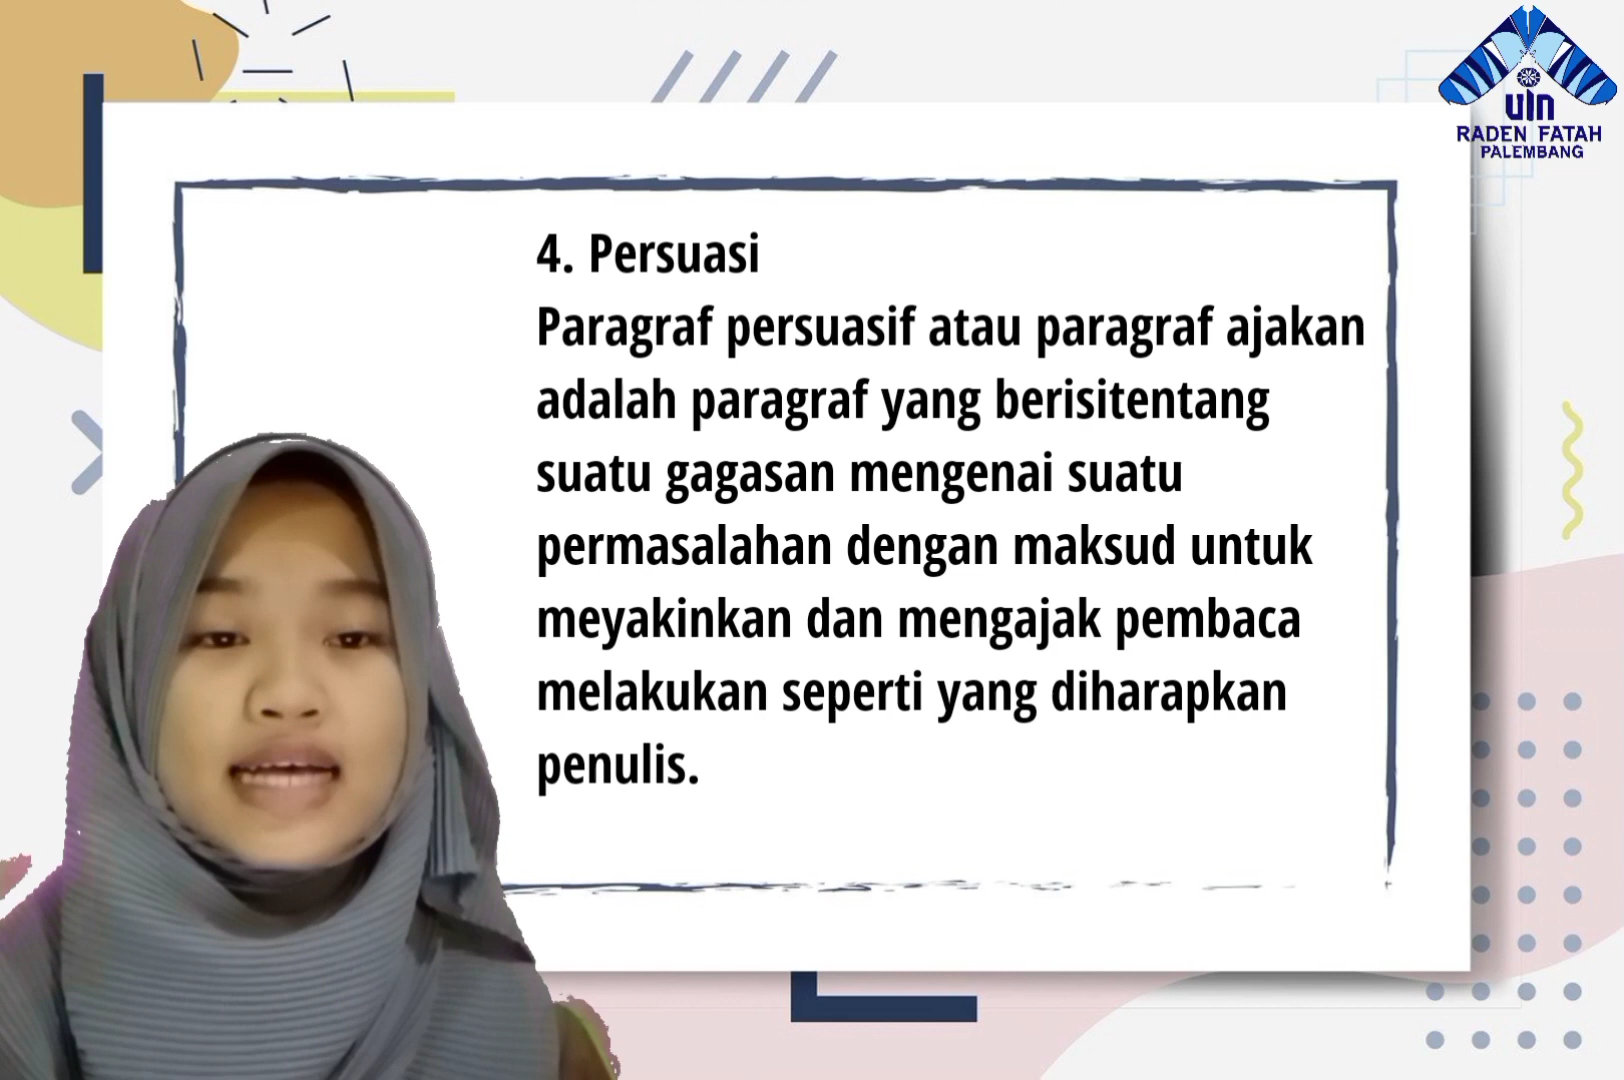 uin
RADEN FATAH
PALEMBANG
4. Persuasi
Paragraf persuasif atau paragraf ajakan
adalah paragraf yang berisitentang
suatu gagasan mengenai suatu
permasalahan dengan maksud untuk
meyakinkan dan mengajak pembaca
melakukan seperti yang diharapkan
penulis.